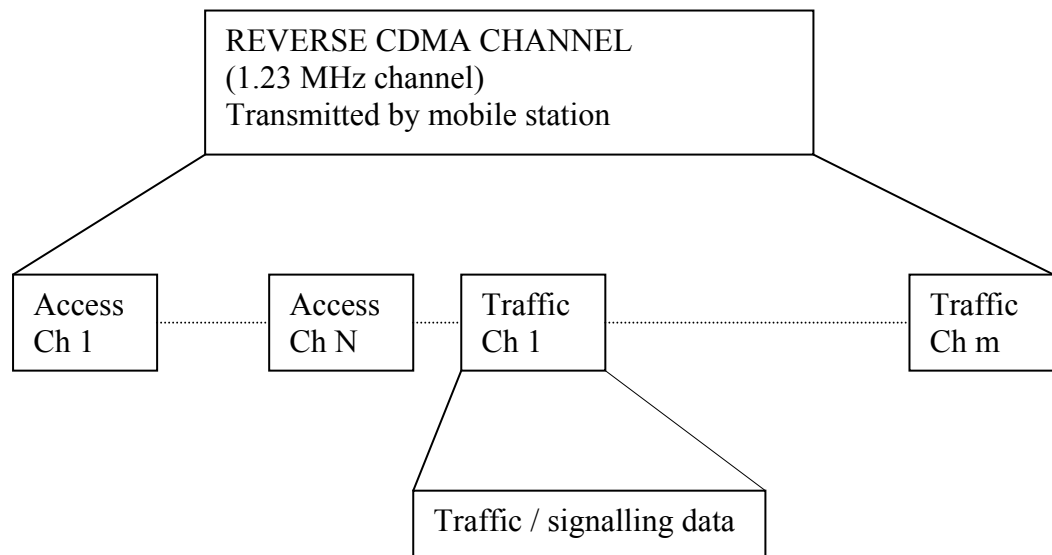 REVERSE CDMA CHANNEL
(1.23 MHz channel)
Transmitted by mobile station
Access
Ch 1
Access
Ch N
Traffic
Ch 1
Traffic
Ch m
Traffic / signalling data